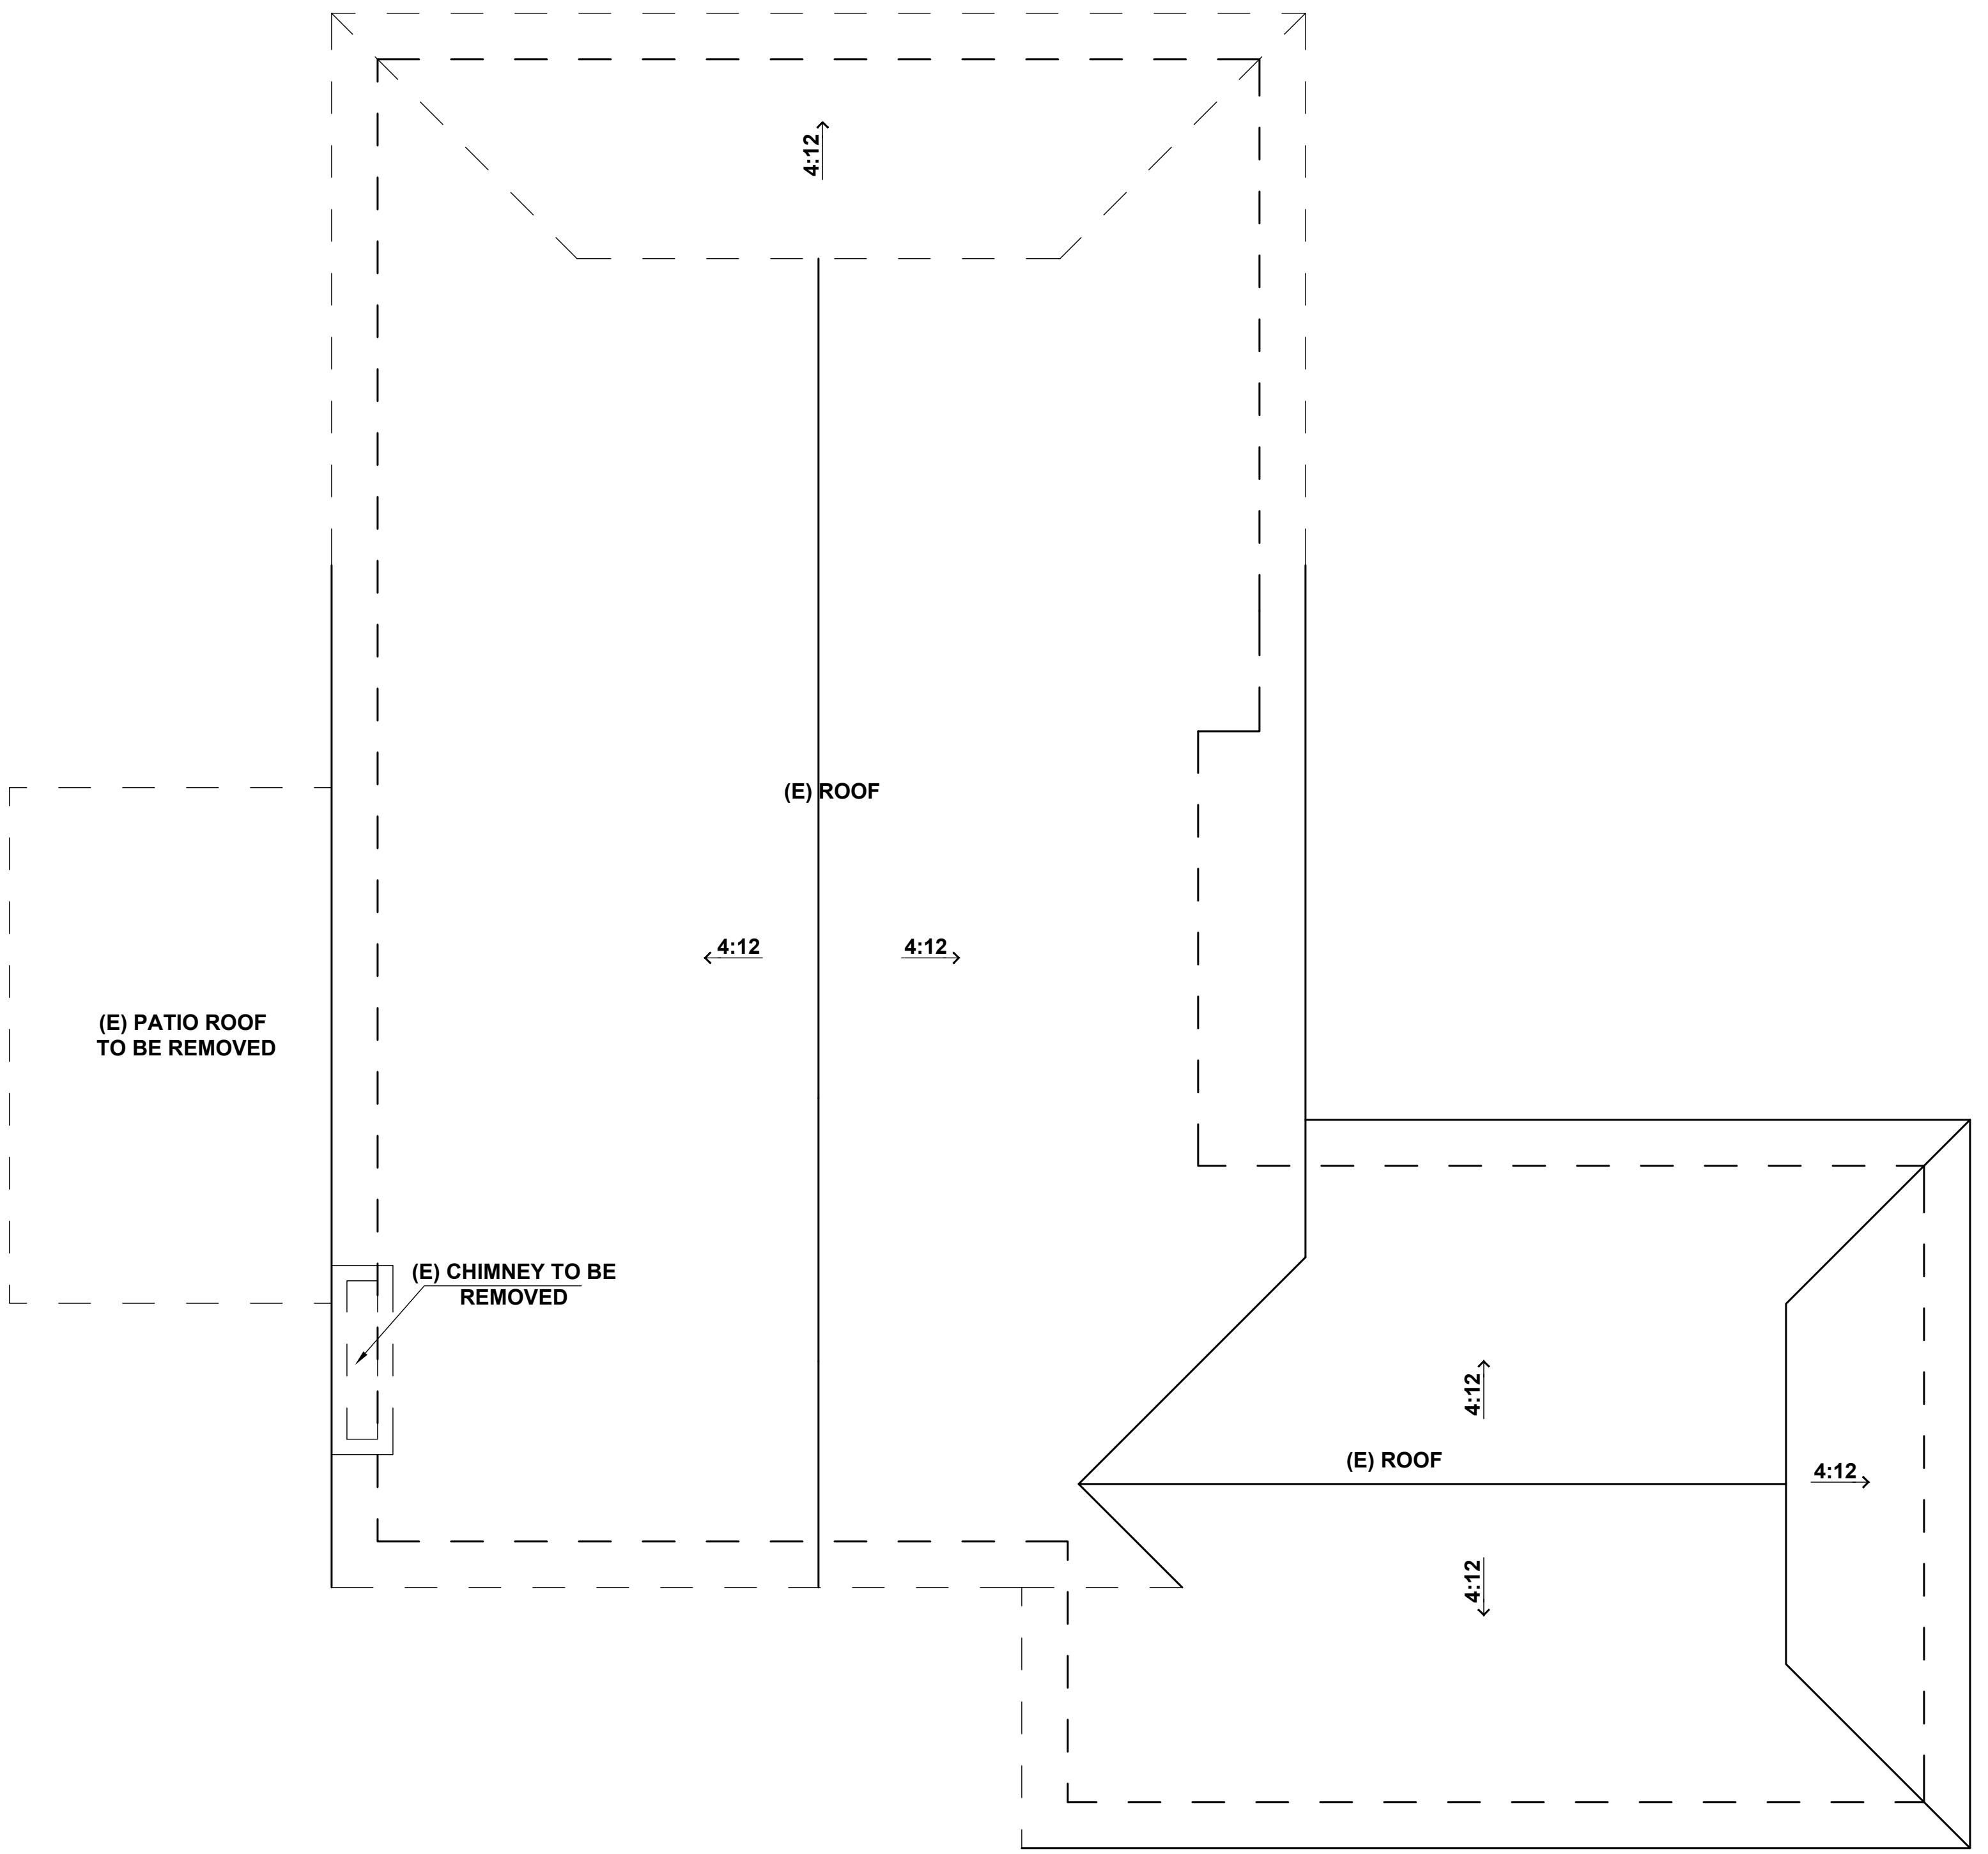 4:12
(E) ROOF
4:12
4:12
(E) PATIO ROOF
TO BE REMOVED
(E) CHIMNEY TO BE
REMOVED
4:12
(E) ROOF
4:12
4:12